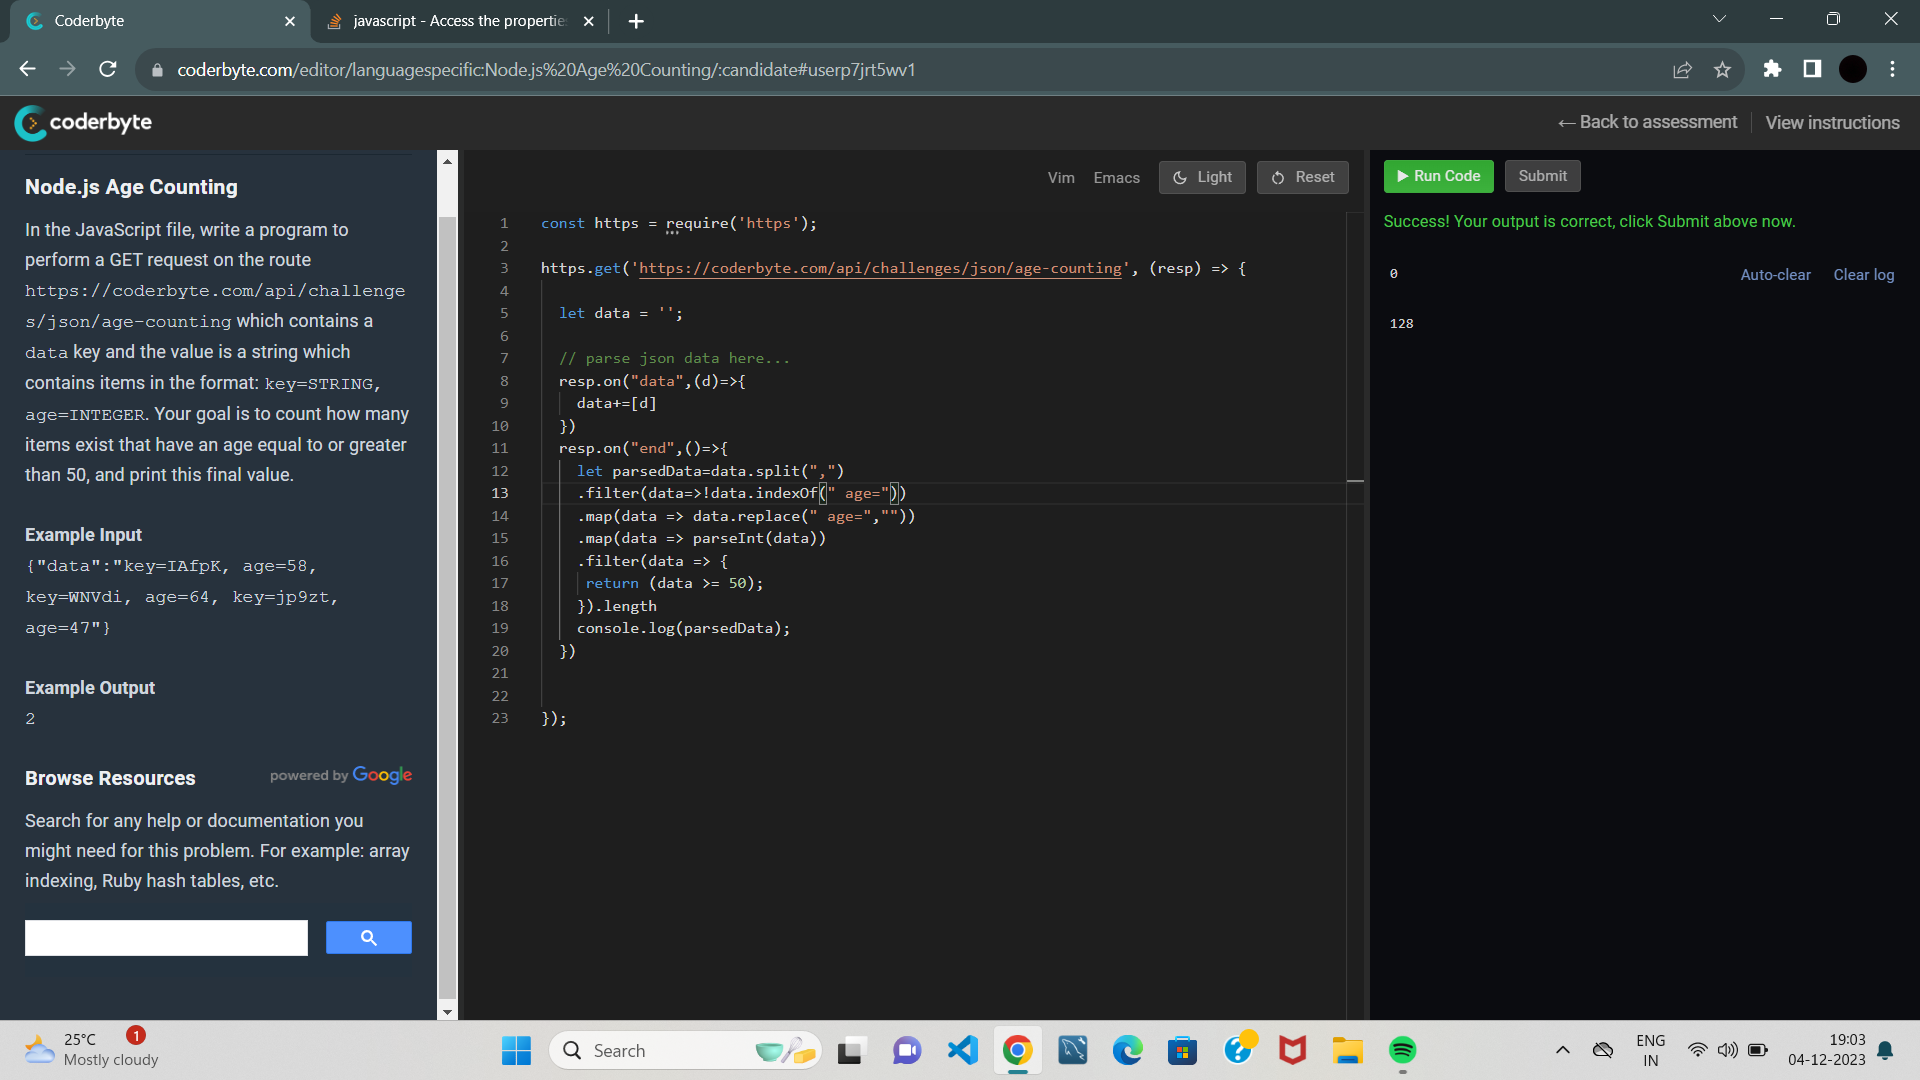 Coderbyte
javascript - Access the propertie
coderbyte.com/editor/languagespecific:Node.js%20Age%20Counting/:candidate#userp7jrt5wv1
coderbyte
←Back to assessment
View instructions
Node.js Age Counting
In the JavaScript file, write a program to
perform a GET request on the route
https://coderbyte.com/api/challenge
s/json/age-counting which contains a
data key and the value is a string which
contains items in the format: key=STRING,
age=INTEGER. Your goal is to count how many
items exist that have an age equal to or greater
than 50, and print this final value.
Example Input
{"data":"key=IAfpK, age=58,
key=WNVdi, age=64, key=jp9zt,
age=47"}
Example Output
2
Browse Resources
powered by Google
Search for any help or documentation you
might need for this problem. For example: array
indexing, Ruby hash tables, etc.
Vim Emacs Light Reset
1 const https = require('https');
2
3 https.get('https://coderbyte.com/api/challenges/json/age-counting', (resp) => {
4
5 let data = '';
6
7 // parse json data here...
8 resp.on("data",(d)=>{
9 data+=[d]
10 })
11 resp.on("end",()=>{
12 let parsedData=data.split(",")
13 .filter(data=>!data.indexOf(" age="))
14 .map(data => data.replace(" age=",""))
15 .map(data => parseInt(data))
16 .filter(data => {
17 return (data >= 50);
18 }).length
19 console.log(parsedData);
20 })
21
22
23 });
Run Code Submit
Success! Your output is correct, click Submit above now.
0
Auto-clear Clear log
128
25°C
Mostly cloudy
1
Search
ENG
IN
19:03
04-12-2023